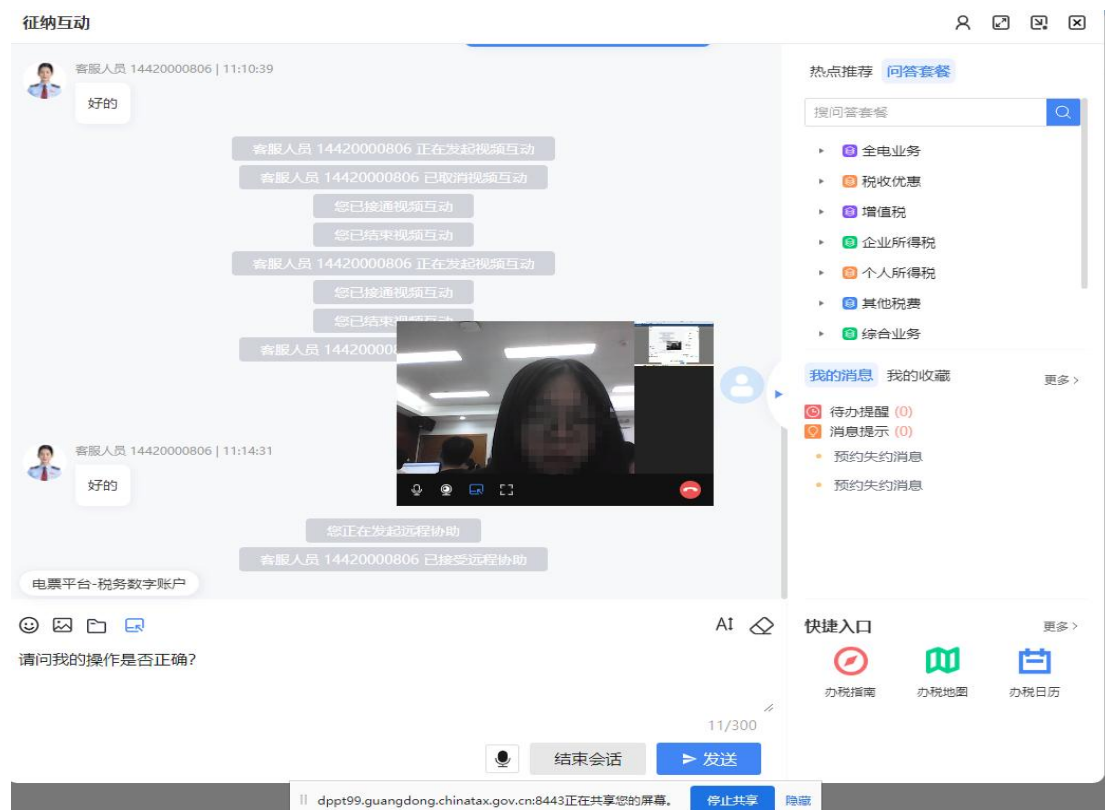 征纳互动
客服人员 14420000806 | 11:10:39
好的
客服人员 14420000806 正在发起视频互动
客服人员 14420000806 已取消视频互动
您已接通视频互动
您已结束视频互动
客服人员 14420000806 正在发起视频互动
您已接通视频互动
您已结束
客服人员 1442000
客服人员 14420000806 | 11:14:31
好的
您正在发起远程协助
客服人员 14420000806 已接受远程协助
电票平台-税务数字账户
请问我的操作是否正确?
11/300
结束会话
发送
热点推荐 问答套餐
搜问答套餐
全电业务
税收优惠
增值税
企业所得税
个人所得税
其他税费
综合业务
我的消息 我的收藏 更多 >
待办提醒 (0)
消息提示 (0)
预约失约消息
预约失约消息
快捷入口 更多 >
办税指南 办税地图 办税日历
dppt99.guangdong.chinatax.gov.cn:8443正在共享您的屏幕。 停止共享 隐藏